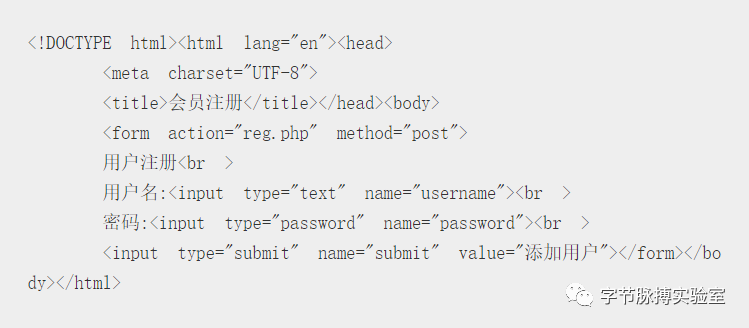 <!DOCTYPE html><html lang="en"><head>
<meta charset="UTF-8">
<title>会员注册</title></head><body>
<form action="reg.php" method="post">
用户注册<br >
用户名:<input type="text" name="username"><br >
密码:<input type="password" name="password"><br >
<input type="submit" name="submit" value="添加用户"></form></bo
dy></html>
字节脉搏实验室